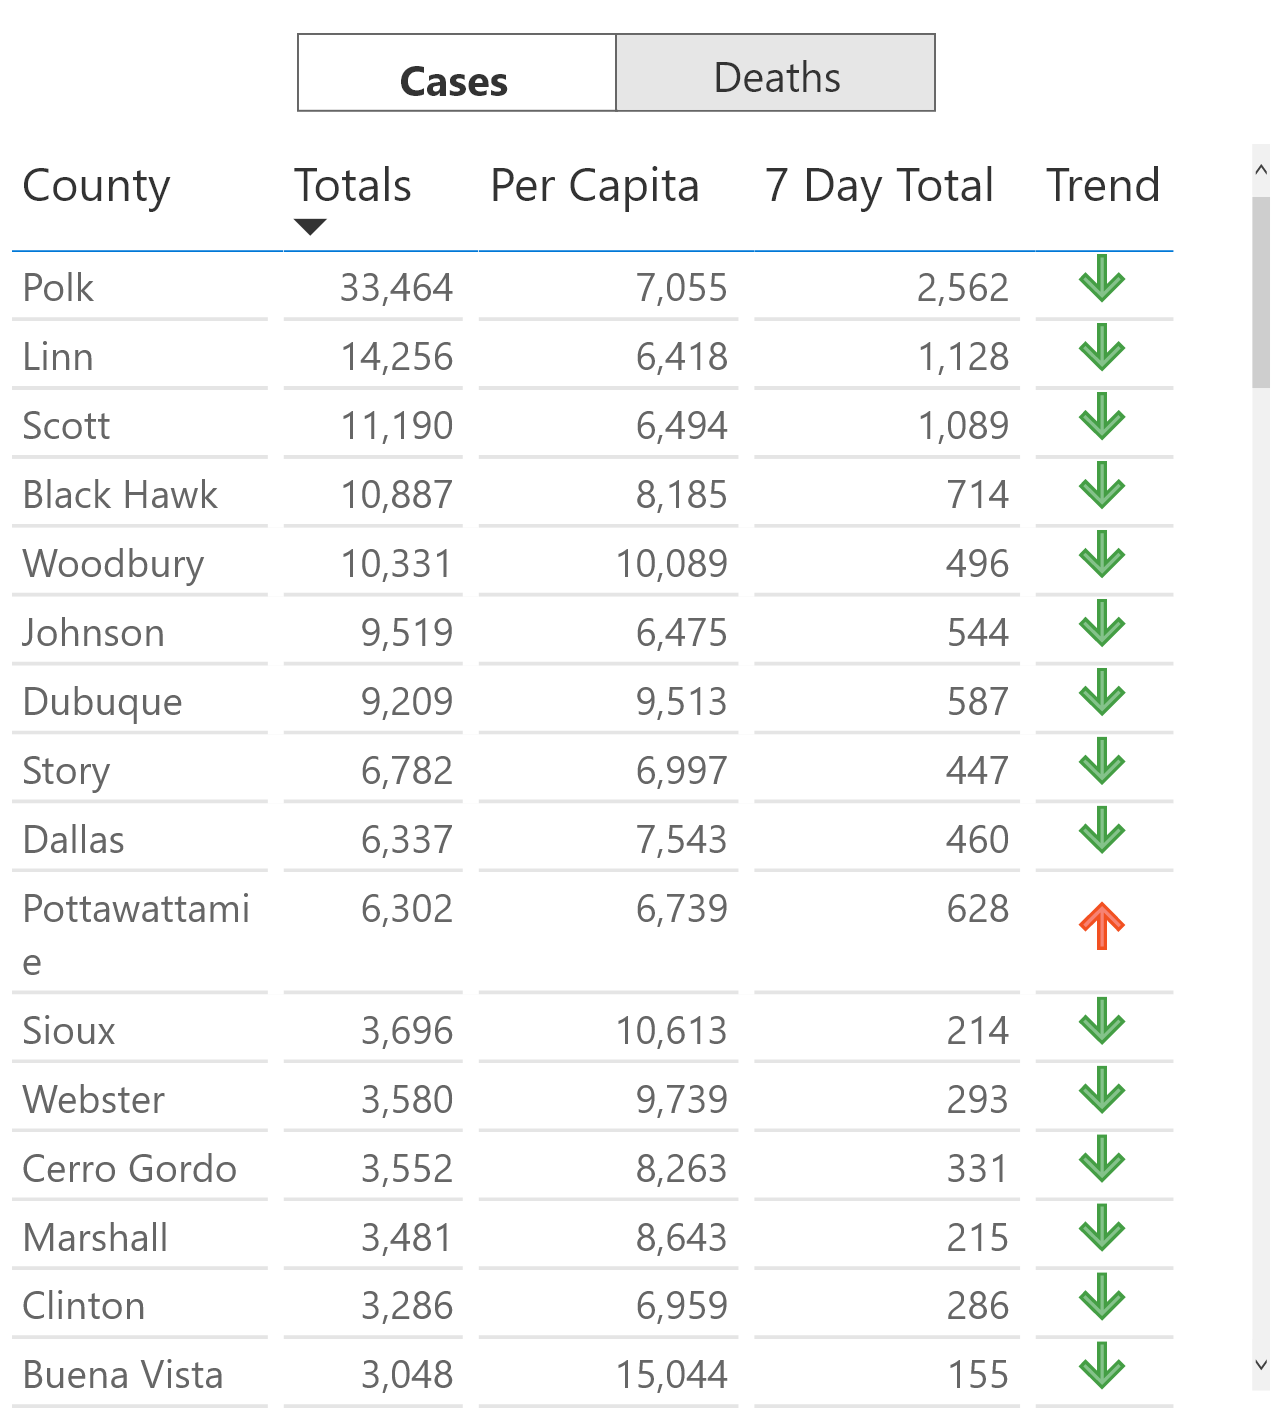 Cases Deaths
County Totals Per Capita 7 Day Total Trend
Polk 33,464 7,055 2,562
Linn 14,256 6,418 1,128
Scott 11,190 6,494 1,089
Black Hawk 10,887 8,185 714
Woodbury 10,331 10,089 496
Johnson 9,519 6,475 544
Dubuque 9,209 9,513 587
Story 6,782 6,997 447
Dallas 6,337 7,543 460
Pottawattami 6,302 6,739 628
e
Sioux 3,696 10,613 214
Webster 3,580 9,739 293
Cerro Gordo 3,552 8,263 331
Marshall 3,481 8,643 215
Clinton 3,286 6,959 286
Buena Vista 3,048 15,044 155